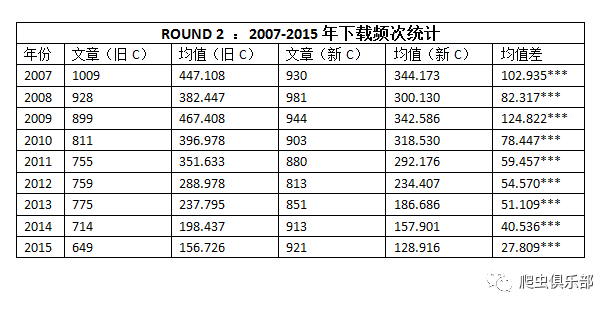 ROUND 2 ：2007-2015 年下载频次统计
年份 文章（旧 C） 均值（旧 C） 文章（新 C） 均值（新 C） 均值差
2007 1009 447.108 930 344.173 102.935***
2008 928 382.447 981 300.130 82.317***
2009 899 467.408 944 342.586 124.822***
2010 811 396.978 903 318.530 78.447***
2011 755 351.633 880 292.176 59.457***
2012 759 288.978 813 234.407 54.570***
2013 775 237.795 851 186.686 51.109***
2014 714 198.437 913 157.901 40.536***
2015 649 156.726 921 128.916 27.809***
爬虫俱乐部